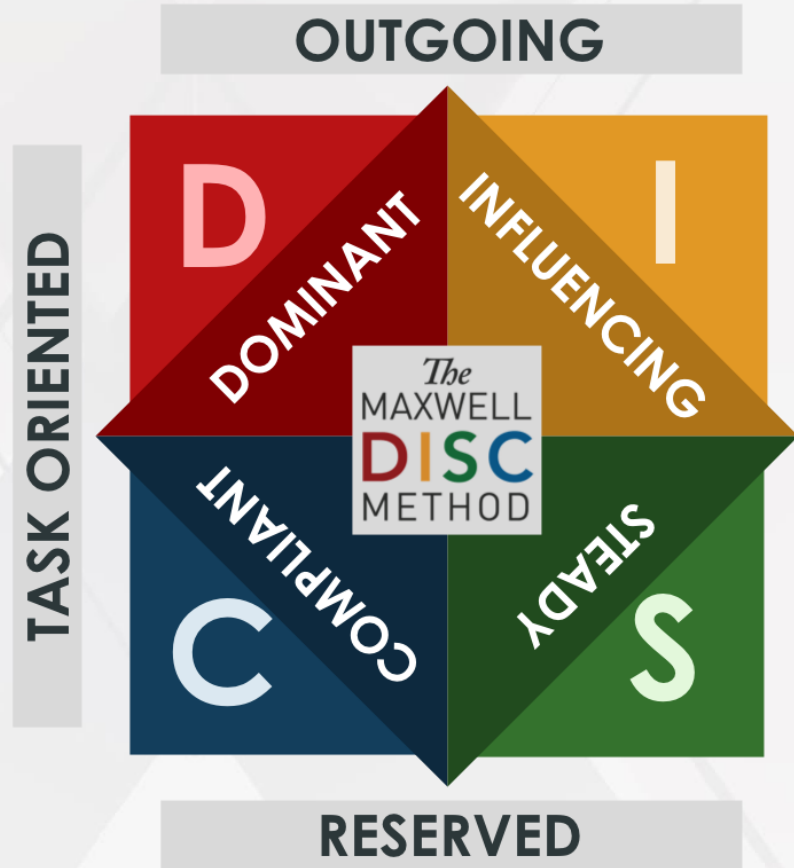 OUTGOING
D
I
DOMINANT
INFLUENCING
TASK ORIENTED
The
MAXWELL
DISC
METHOD
COMPLIANT
STEADY
C
S
RESERVED